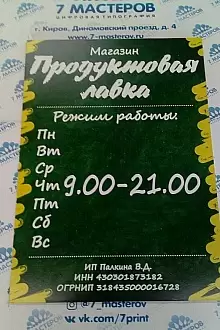 7 МАСТЕРОВ
ЦИФРОВАЯ ТИПОГРАФИЯ
г. Киров, Динамовский проезд, д. 4
www.7-masterov.ru
Магазин
Продуктовая
лавка
Режим работы:
Пн
Вт
Ср
Чт 9.00-21.00
Пт
Сб
Вс
ИП Палкина В.Д.
ИНН 430301873182
ОГРНИП 318435000016728
@7_masterov
vk.com/7print